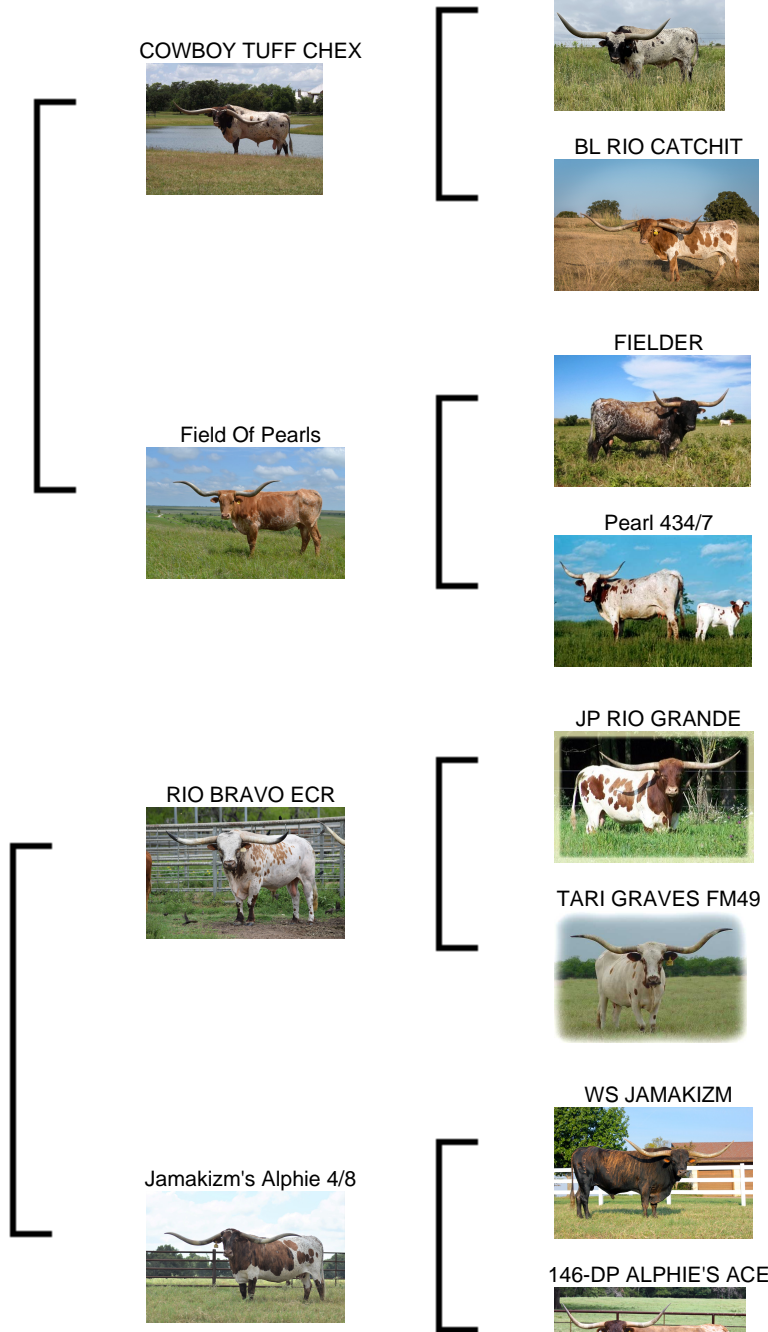 COWBOY TUFF CHEX
BL RIO CATCHIT
FIELDER
Field Of Pearls
Pearl 434/7
JP RIO GRANDE
RIO BRAVO ECR
TARI GRAVES FM49
WS JAMAKIZM
Jamakizm's Alphie 4/8
146-DP ALPHIE'S ACE